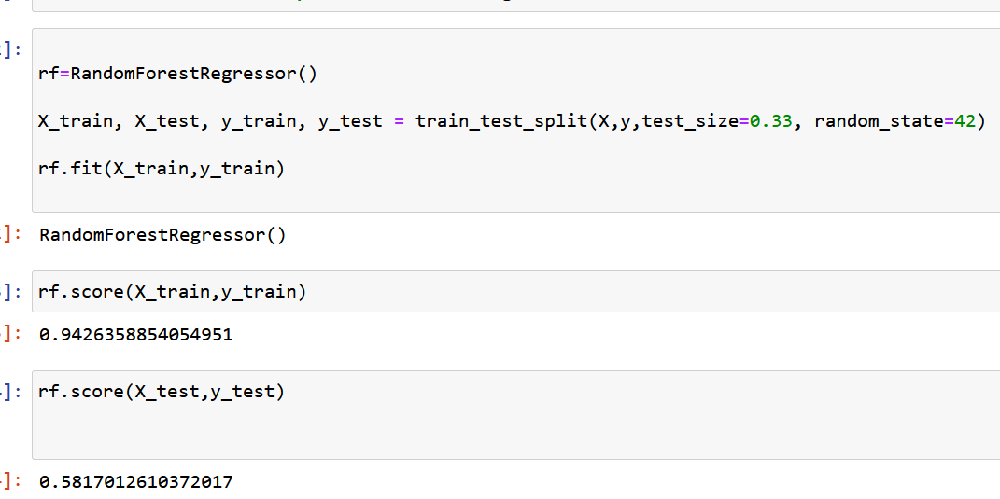 ]:
rf=RandomForestRegressor()
X_train, X_test, y_train, y_test = train_test_split(X,y,test_size=0.33, random_state=42)
rf.fit(X_train,y_train)
]: RandomForestRegressor()
]: rf.score(X_train,y_train)
]: 0.9426358854054951
]: rf.score(X_test,y_test)
]: 0.5817012610372017